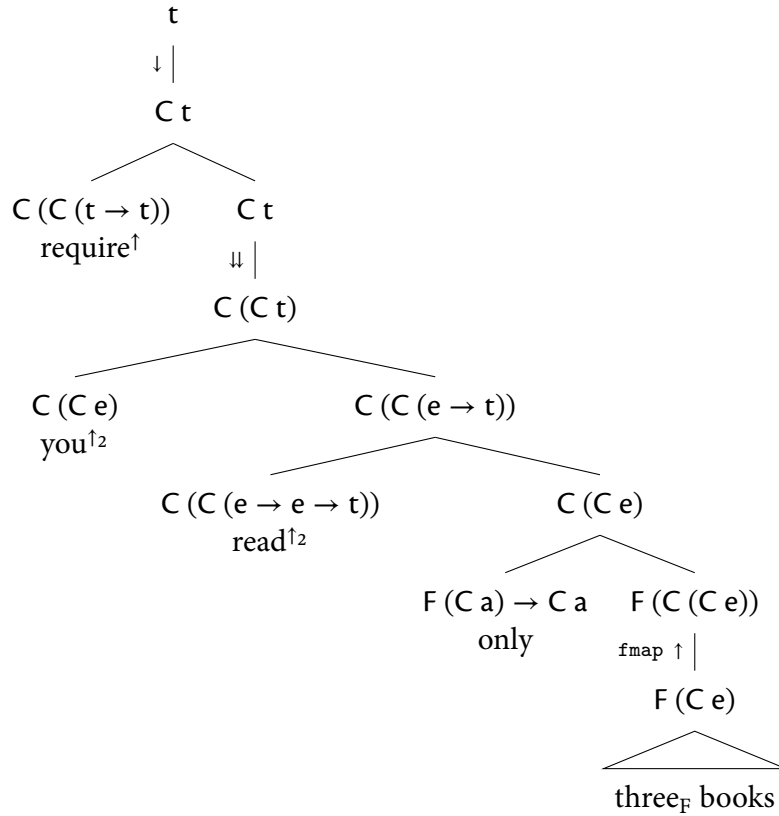 t
↓
C t
C (C (t → t)) C t
require↑ ⇊
C (C t)
C (C e) C (C (e → t))
you↑2
C (C (e → e → t)) C (C e)
read↑2
F (C a) → C a F (C (C e))
only
fmap ↑
F (C e)
threeF books